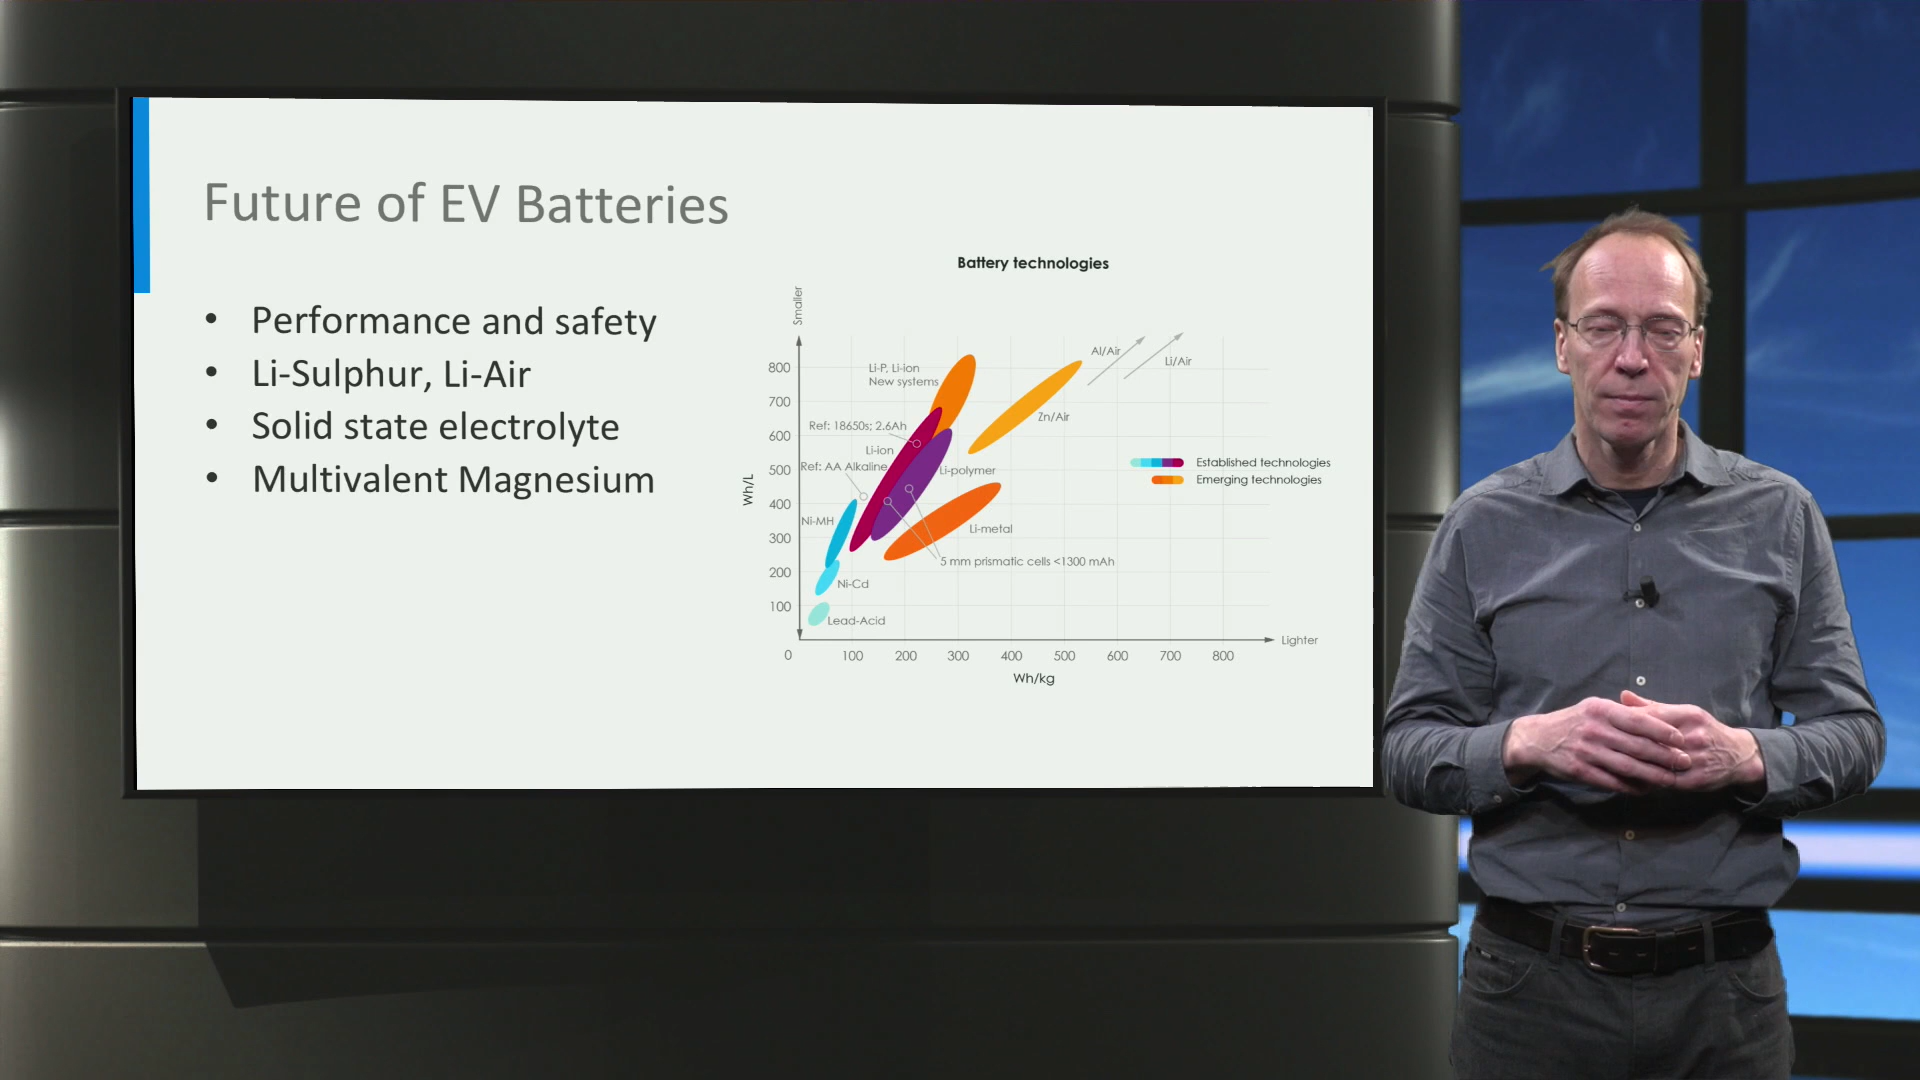 Future of EV Batteries
• Performance and safety
• Li-Sulphur, Li-Air
• Solid state electrolyte
• Multivalent Magnesium
Battery technologies
Smaller
Wh/L
800
700
600
500
400
300
200
100
0
100
200
300
400
500
600
700
800
Lighter
Wh/kg
Li-P, Li-ion
New systems
Al/Air
Li/Air
Zn/Air
Ref: 18650s; 2.6Ah
Li-ion
Ref: AA Alkaline
Li-polymer
Ni-MH
Li-metal
5 mm prismatic cells <1300 mAh
Ni-Cd
Lead-Acid
Established technologies
Emerging technologies